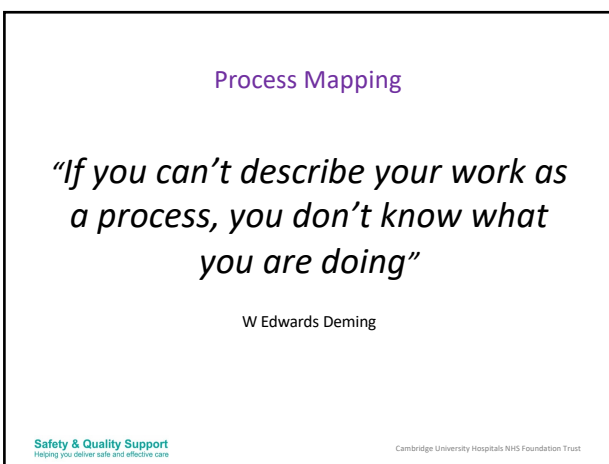 Process Mapping
“If you can’t describe your work as
a process, you don’t know what
you are doing”
W Edwards Deming
Safety & Quality Support
Helping you deliver safe and effective care
Cambridge University Hospitals NHS Foundation Trust